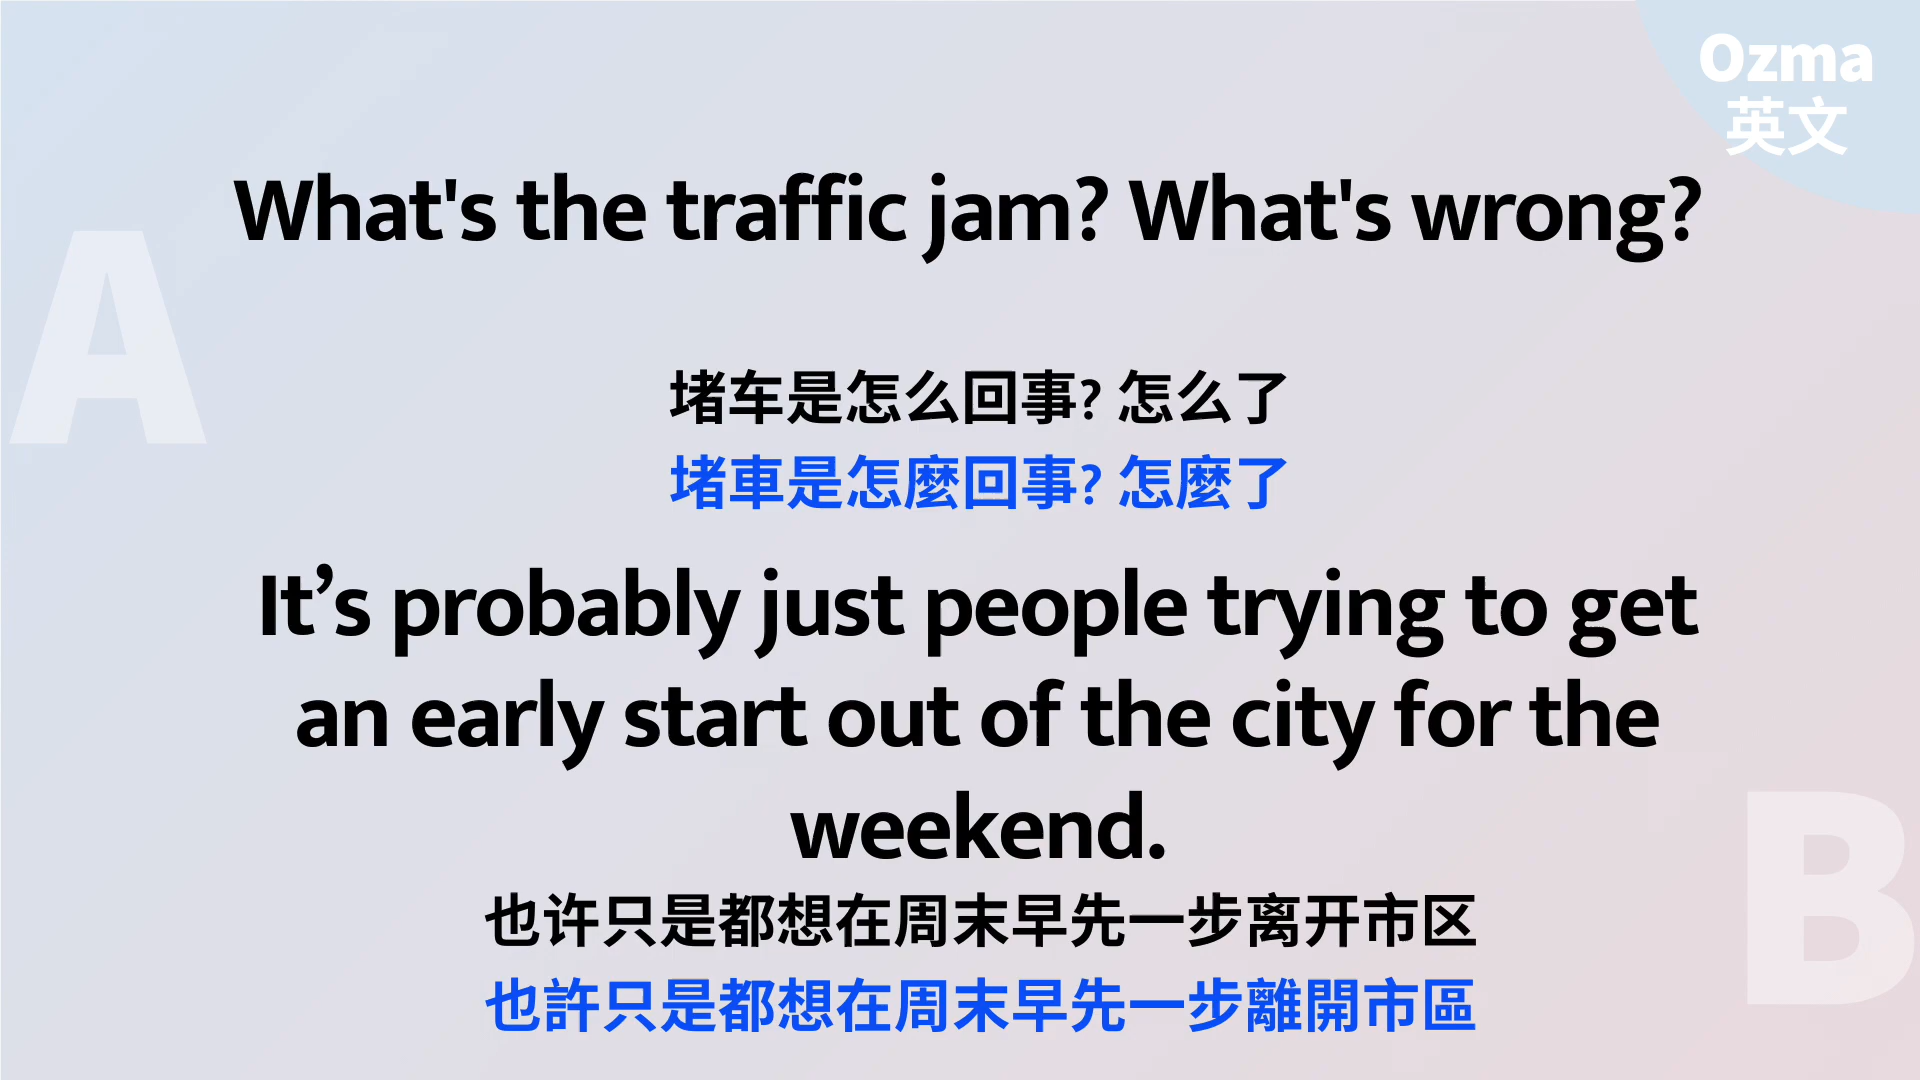 Ozma
英文
A
What's the traffic jam? What's wrong?
堵车是怎么回事? 怎么了
堵車是怎麼回事? 怎麼了
It’s probably just people trying to get
an early start out of the city for the
weekend.
B
也许只是都想在周末早先一步离开市区
也許只是都想在周末早先一步離開市區